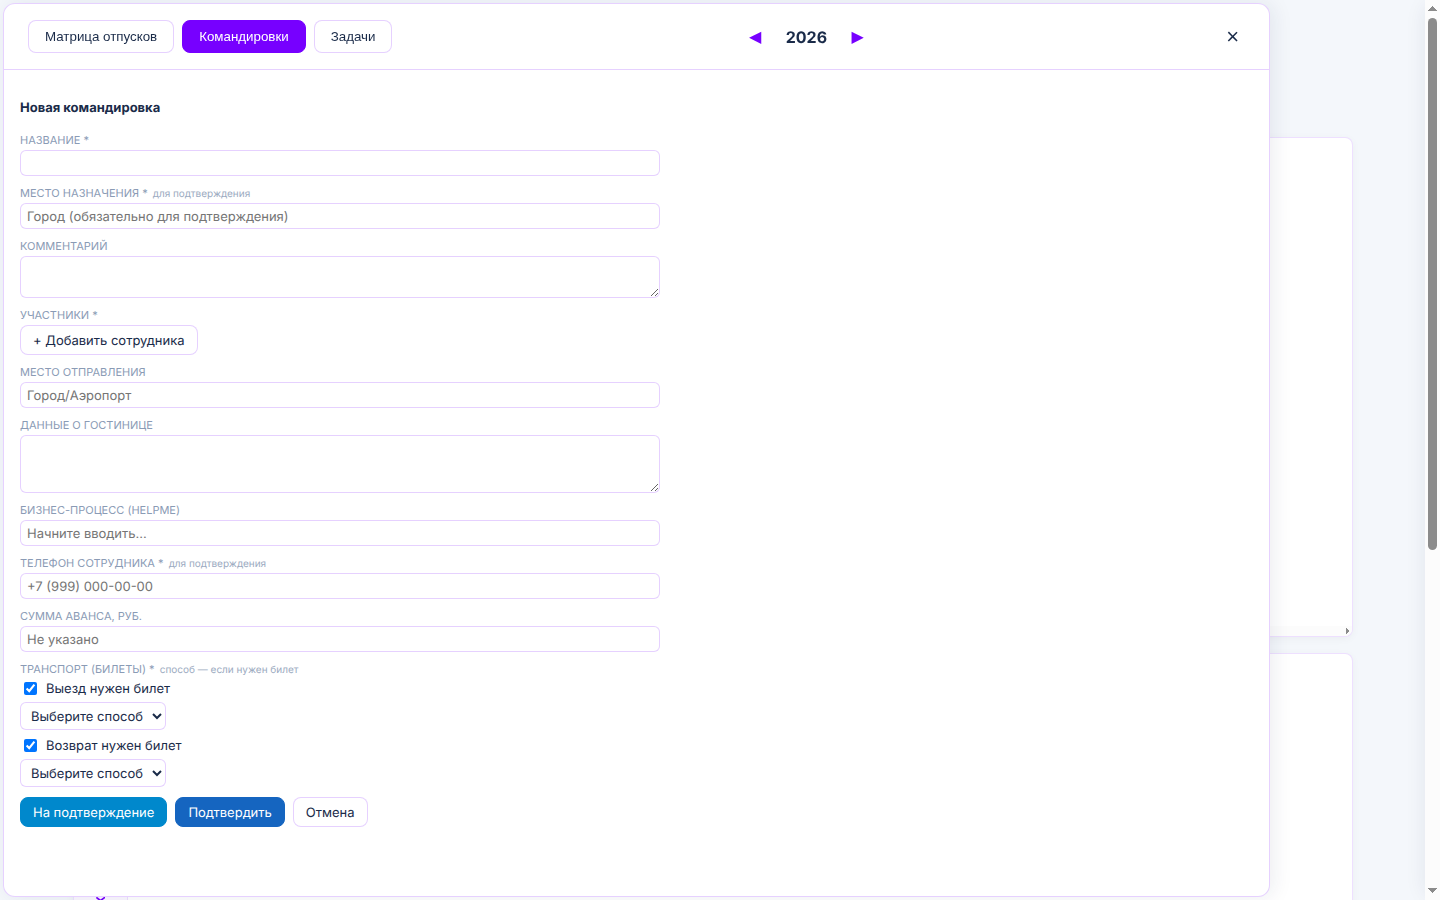 Матрица отпусков Командировки Задачи ◀ 2026 ▶ ×
Новая командировка
НАЗВАНИЕ *
МЕСТО НАЗНАЧЕНИЯ * для подтверждения
Город (обязательно для подтверждения)
КОММЕНТАРИЙ
УЧАСТНИКИ *
+ Добавить сотрудника
МЕСТО ОТПРАВЛЕНИЯ
Город/Аэропорт
ДАННЫЕ О ГОСТИНИЦЕ
БИЗНЕС-ПРОЦЕСС (HELPME)
Начните вводить...
ТЕЛЕФОН СОТРУДНИКА * для подтверждения
+7 (999) 000-00-00
СУММА АВАНСА, РУБ.
Не указано
ТРАНСПОРТ (БИЛЕТЫ) * способ — если нужен билет
Выезд нужен билет
Выберите способ
Возврат нужен билет
Выберите способ
На подтверждение Подтвердить Отмена